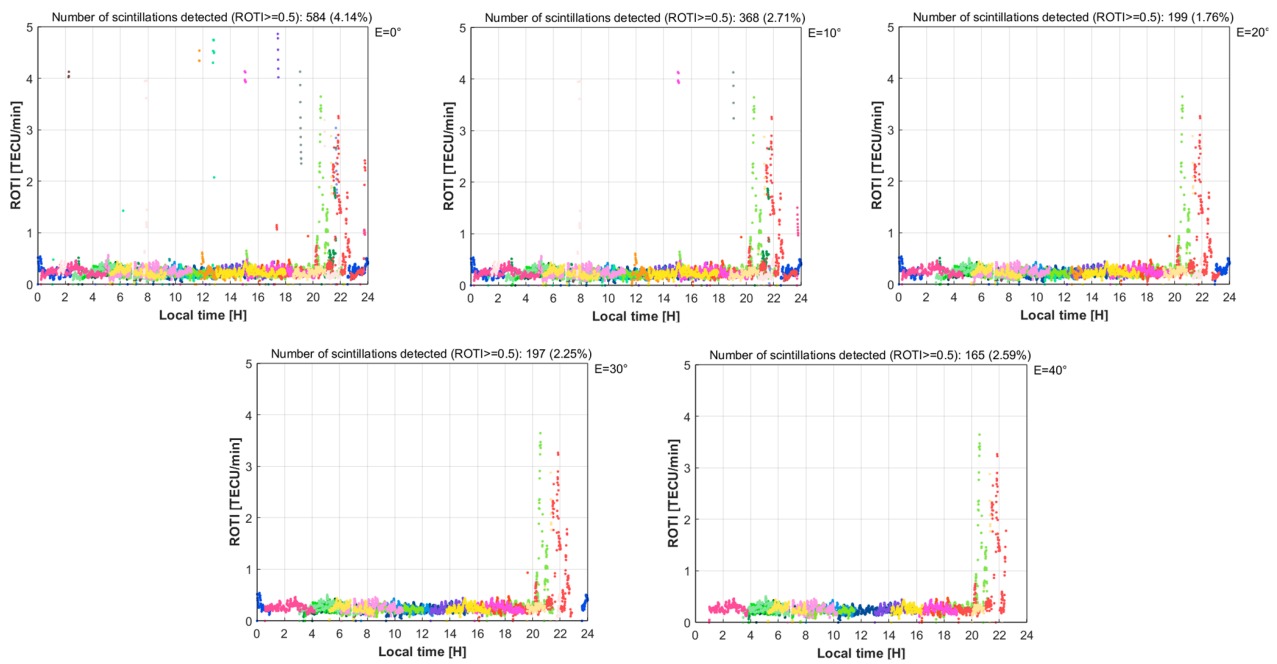 Number of scintillations detected (ROTI>=0.5): 584 (4.14%)
E=0°
5
4
3
2
1
0
ROTI [TECU/min]
0 2 4 6 8 10 12 14 16 18 20 22 24
Local time [H]
Number of scintillations detected (ROTI>=0.5): 368 (2.71%)
E=10°
5
4
3
2
1
0
ROTI [TECU/min]
0 2 4 6 8 10 12 14 16 18 20 22 24
Local time [H]
Number of scintillations detected (ROTI>=0.5): 199 (1.76%)
E=20°
5
4
3
2
1
0
ROTI [TECU/min]
0 2 4 6 8 10 12 14 16 18 20 22 24
Local time [H]
Number of scintillations detected (ROTI>=0.5): 197 (2.25%)
E=30°
5
4
3
2
1
0
ROTI [TECU/min]
0 2 4 6 8 10 12 14 16 18 20 22 24
Local time [H]
Number of scintillations detected (ROTI>=0.5): 165 (2.59%)
E=40°
5
4
3
2
1
0
ROTI [TECU/min]
0 2 4 6 8 10 12 14 16 18 20 22 24
Local time [H]